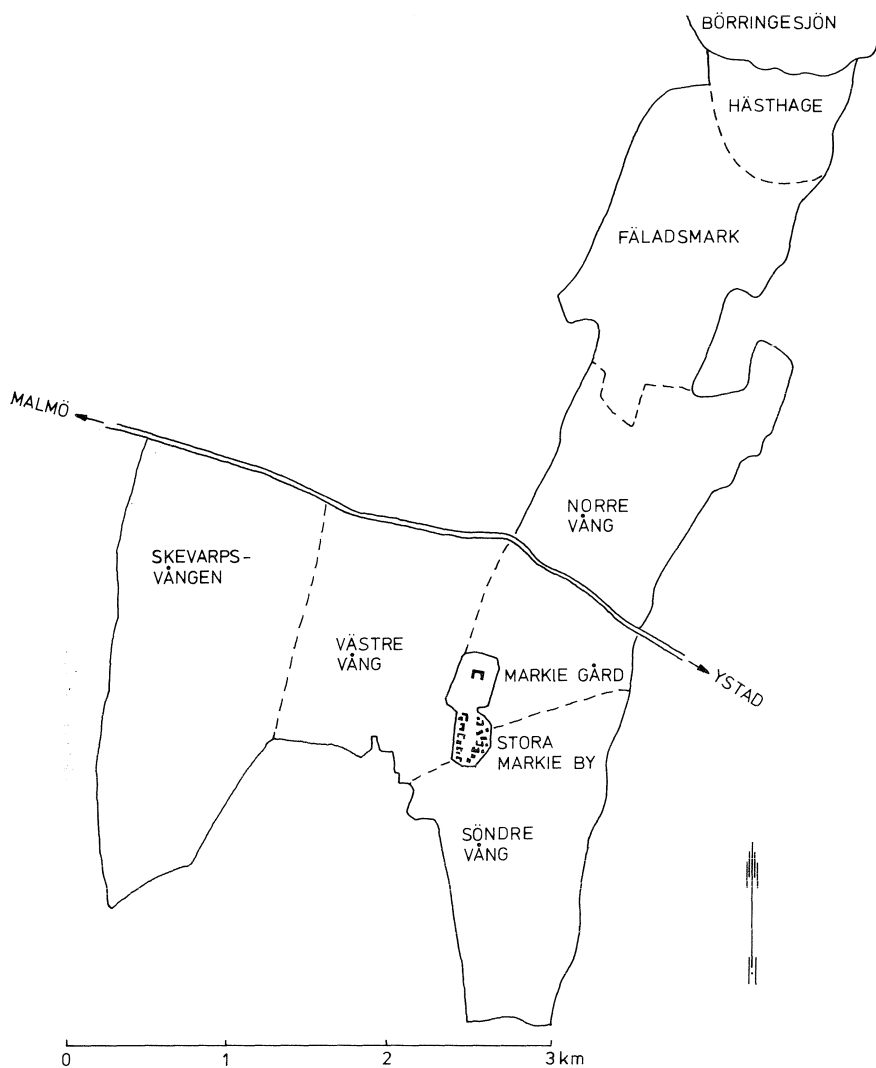 BÖRRINGESJÖN
HÄSTHAGE
FÄLADSMARK
MALMÖ
NORRE
VÅNG
SKEVARPS-
VÅNGEN
VÄSTRE
VÅNG
MARKIE GÅRD
YSTAD
STORA
MARKIE BY
SÖNDRE
VÅNG
0 1 2 3 km